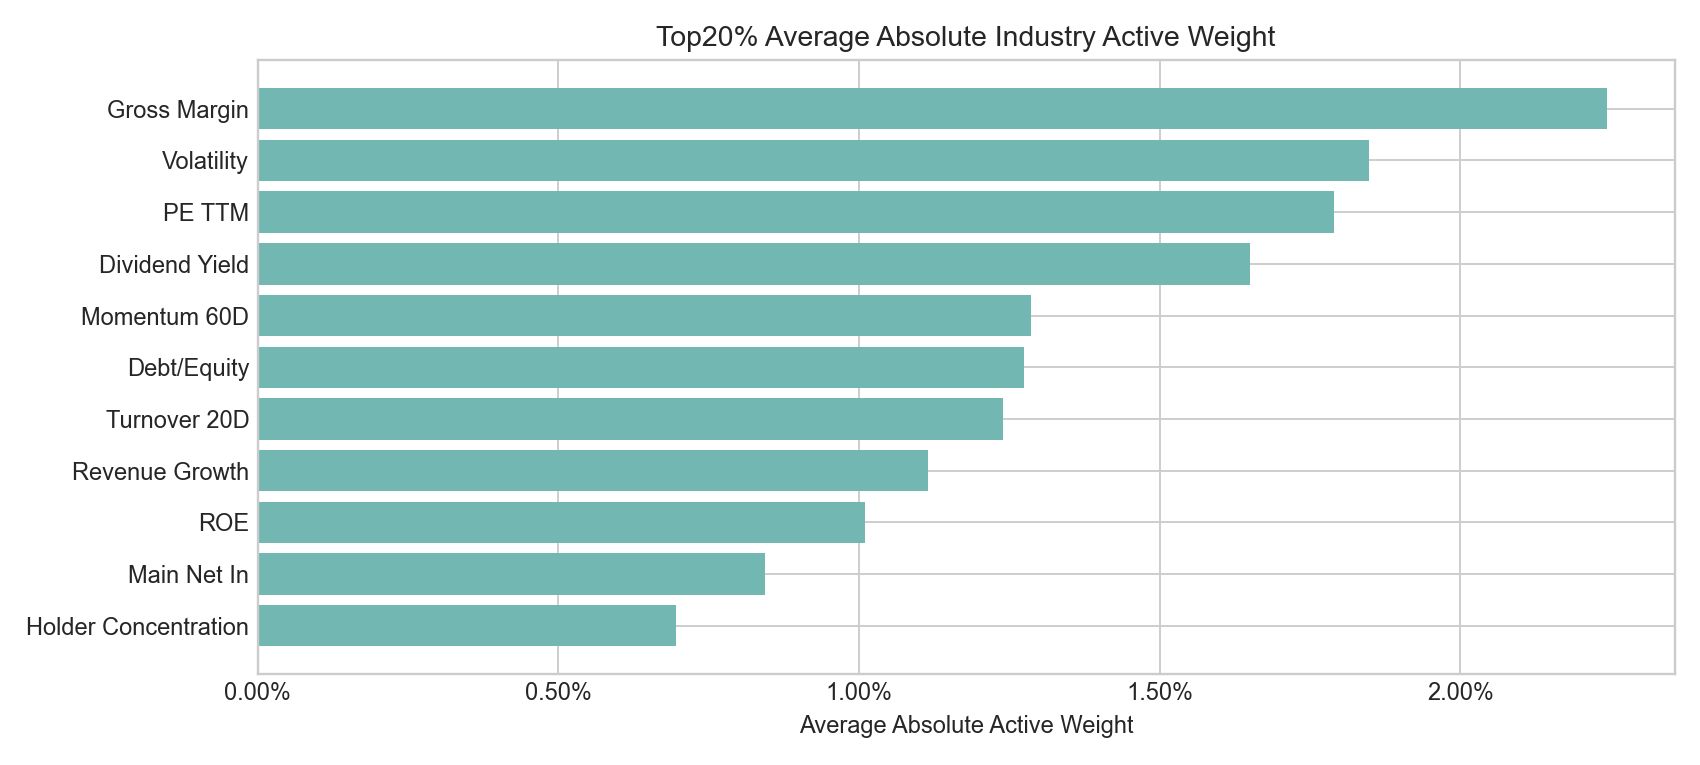 Top20% Average Absolute Industry Active Weight
Gross Margin
Volatility
PE TTM
Dividend Yield
Momentum 60D
Debt/Equity
Turnover 20D
Revenue Growth
ROE
Main Net In
Holder Concentration
0.00% 0.50% 1.00% 1.50% 2.00%
Average Absolute Active Weight